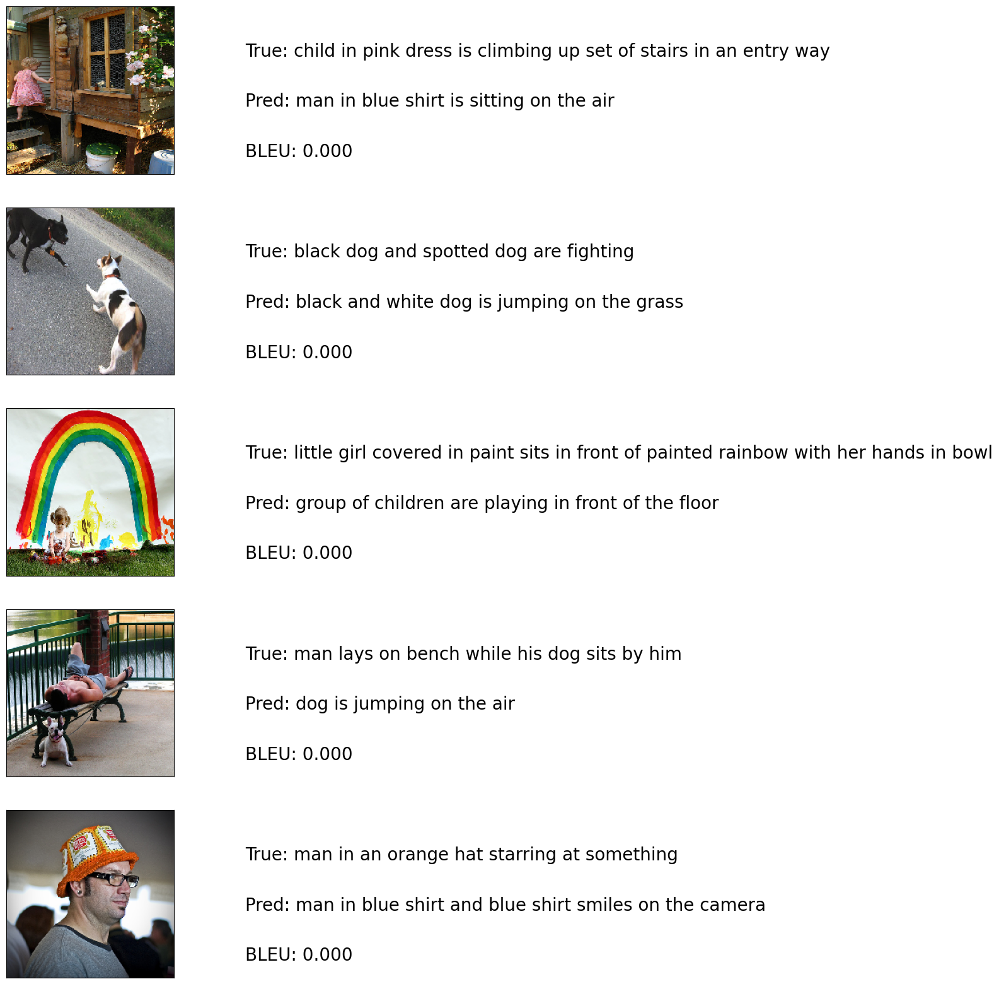 True: child in pink dress is climbing up set of stairs in an entry way
Pred: man in blue shirt is sitting on the air
BLEU: 0.000
True: black dog and spotted dog are fighting
Pred: black and white dog is jumping on the grass
BLEU: 0.000
True: little girl covered in paint sits in front of painted rainbow with her hands in bowl
Pred: group of children are playing in front of the floor
BLEU: 0.000
True: man lays on bench while his dog sits by him
Pred: dog is jumping on the air
BLEU: 0.000
True: man in an orange hat starring at something
Pred: man in blue shirt and blue shirt smiles on the camera
BLEU: 0.000